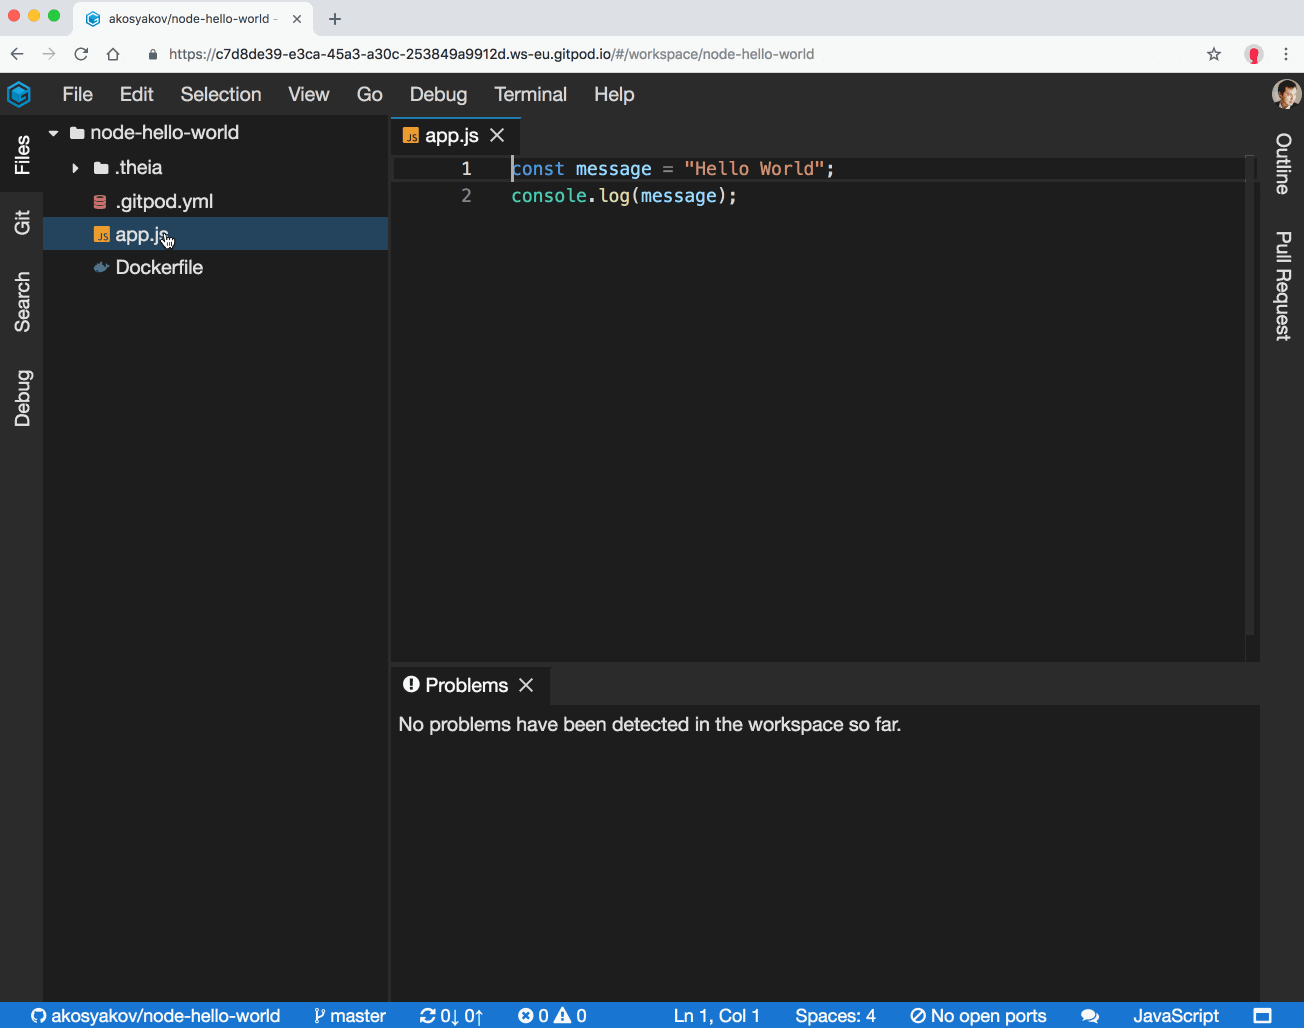 akosyakov/node-hello-world -
https://c7d8de39-e3ca-45a3-a30c-253849a9912d.ws-eu.gitpod.io/#/workspace/node-hello-world
File Edit Selection View Go Debug Terminal Help
Files
Git
Search
Debug
node-hello-world
.theia
.gitpod.yml
JS app.js
Dockerfile
JS app.js
1 const message = "Hello World";
2 console.log(message);
Outline
Pull Request
Problems
No problems have been detected in the workspace so far.
akosyakov/node-hello-world master 0↓ 0↑ 0 0 Ln 1, Col 1 Spaces: 4 No open ports JavaScript